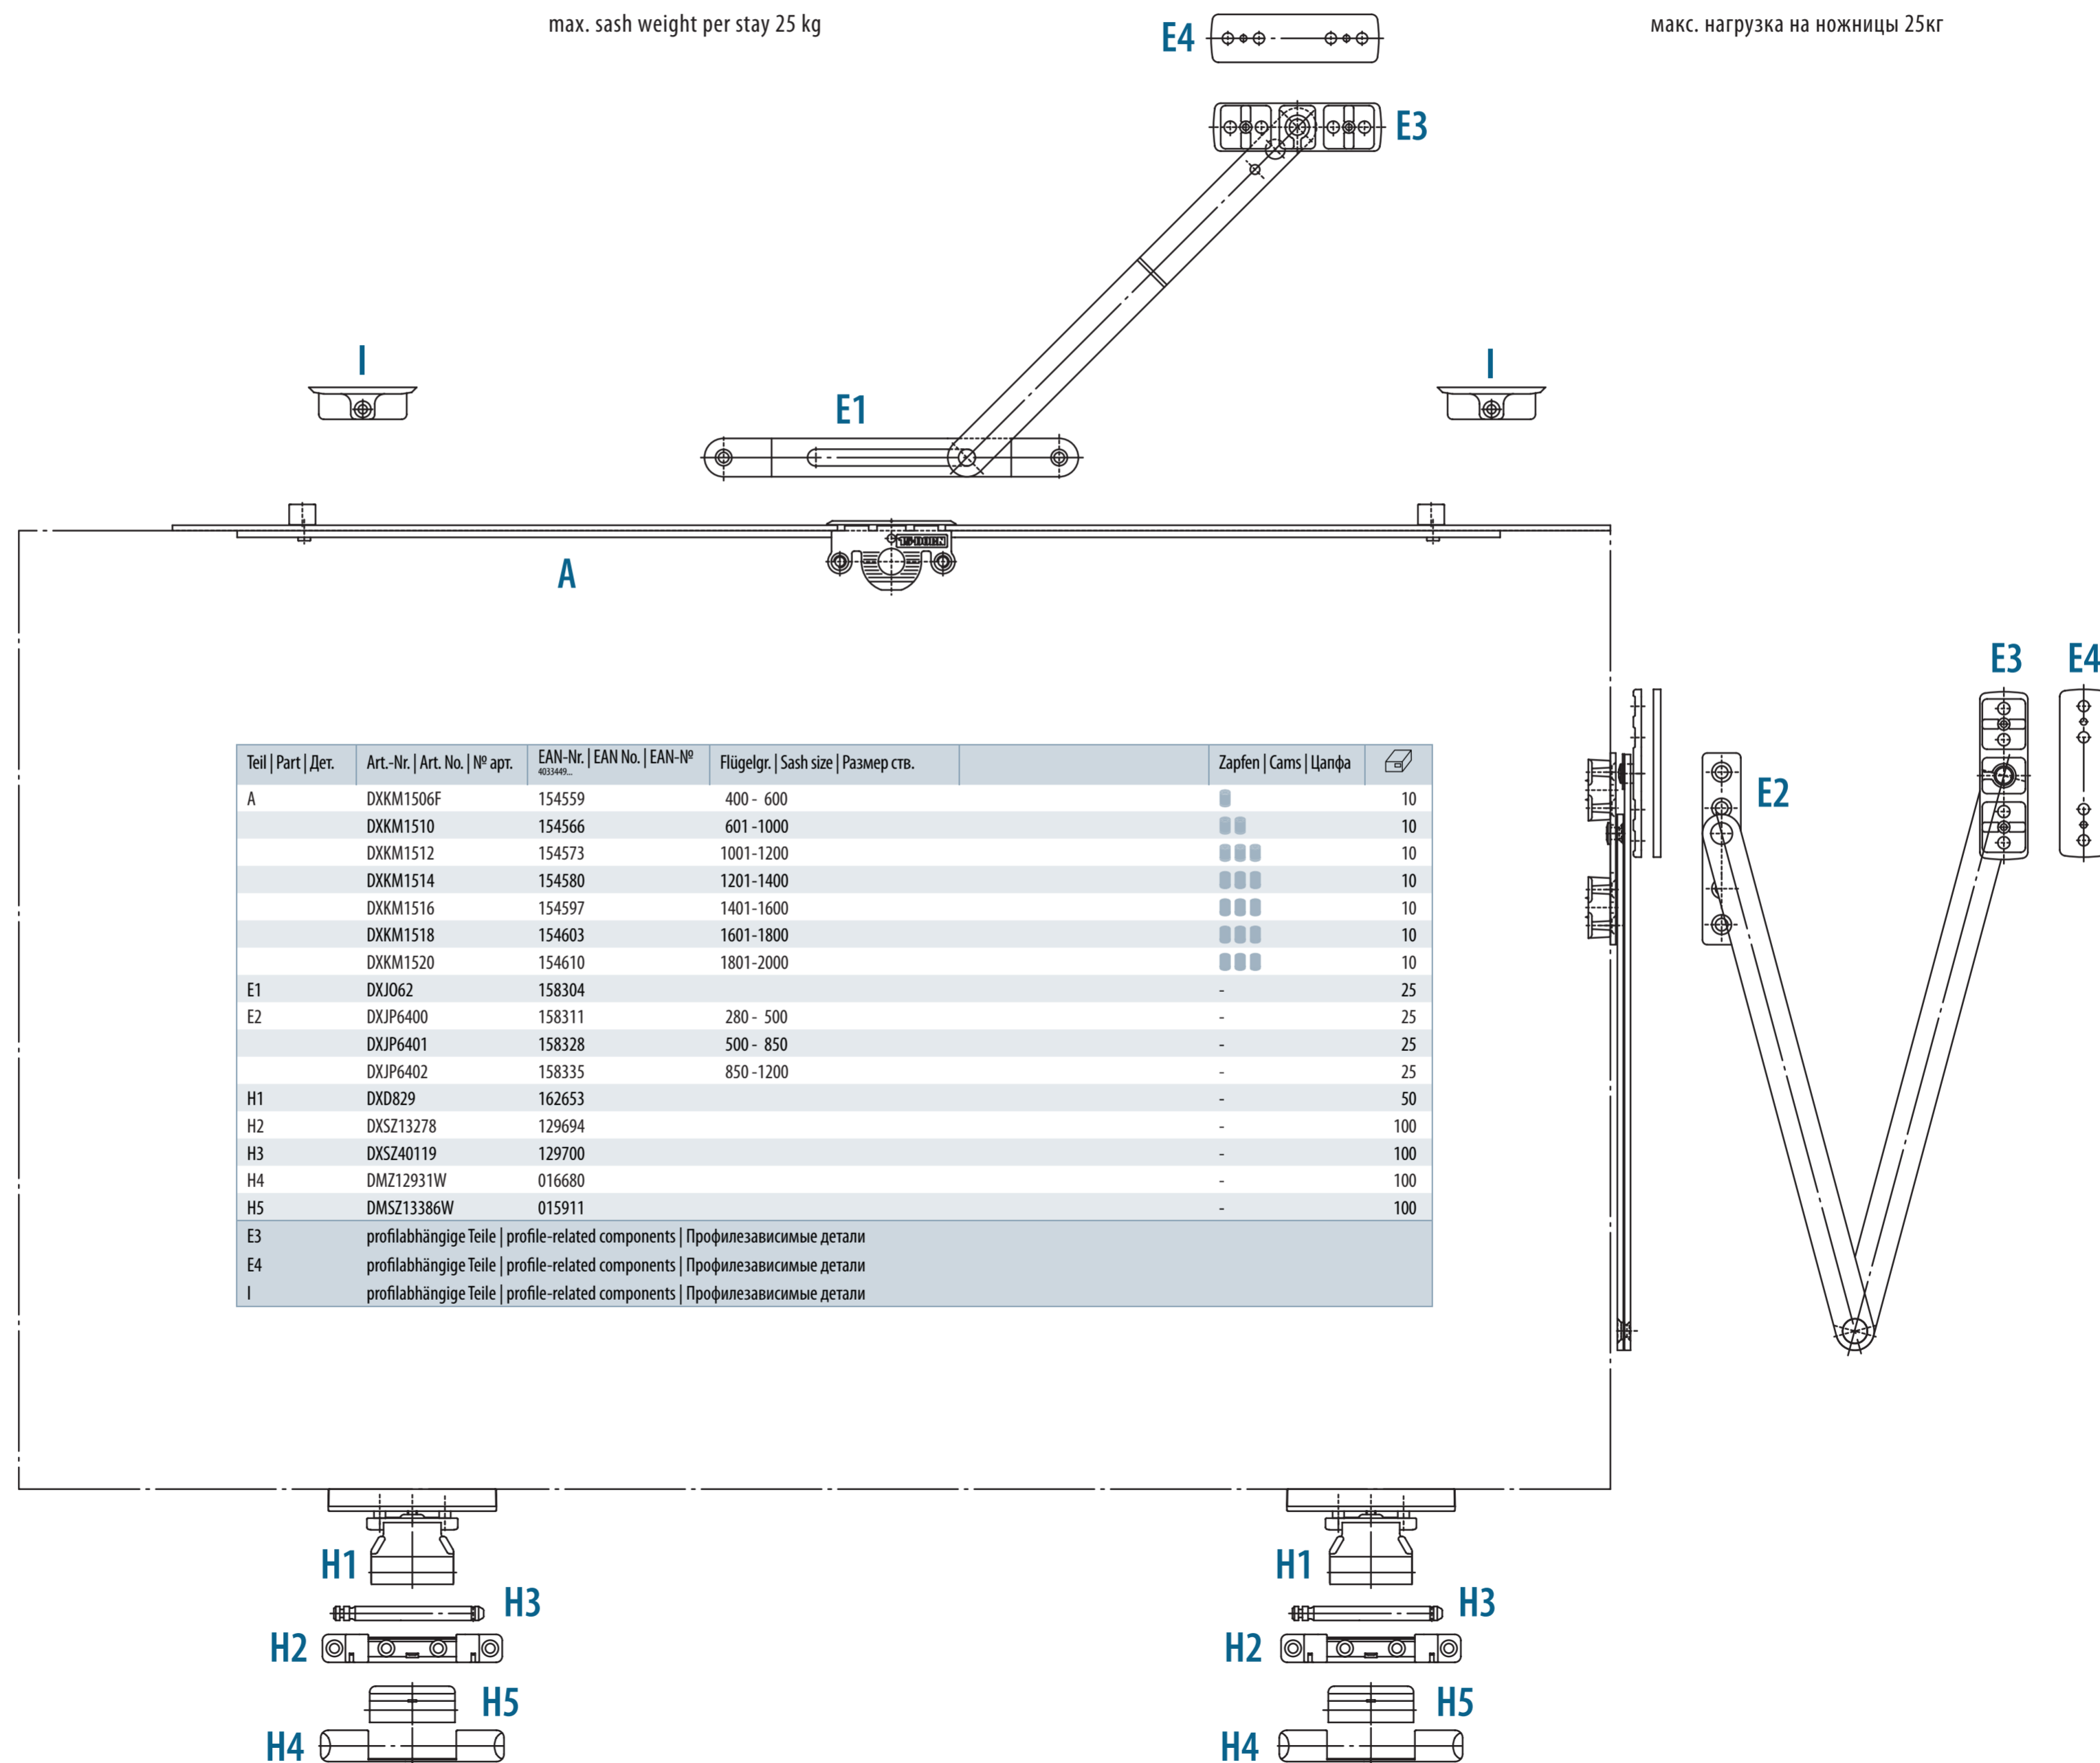 max. sash weight per stay 25 kg
макс. нагрузка на ножницы 25кг
E4
E3
I
I
E1
A
E3 E4
E2
Teil | Part | Дет. Art.-Nr. | Art. No. | № арт. EAN-Nr. | EAN No. | EAN-№ Flügelgr. | Sash size | Размер ств. Zapfen | Cams | Цапфа
4033449...
A DXKM1506F 154559 400 - 600 10
DXKM1510 154566 601 -1000 10
DXKM1512 154573 1001-1200 10
DXKM1514 154580 1201-1400 10
DXKM1516 154597 1401-1600 10
DXKM1518 154603 1601-1800 10
DXKM1520 154610 1801-2000 10
E1 DXJO62 158304 - 25
E2 DXJP6400 158311 280 - 500 - 25
DXJP6401 158328 500 - 850 - 25
DXJP6402 158335 850 -1200 - 25
H1 DXD829 162653 - 50
H2 DXSZ13278 129694 - 100
H3 DXSZ40119 129700 - 100
H4 DMZ12931W 016680 - 100
H5 DMSZ13386W 015911 - 100
E3 profilabhängige Teile | profile-related components | Профилезависимые детали
E4 profilabhängige Teile | profile-related components | Профилезависимые детали
I profilabhängige Teile | profile-related components | Профилезависимые детали
H1 H1
H3 H3
H2 H2
H5 H5
H4 H4